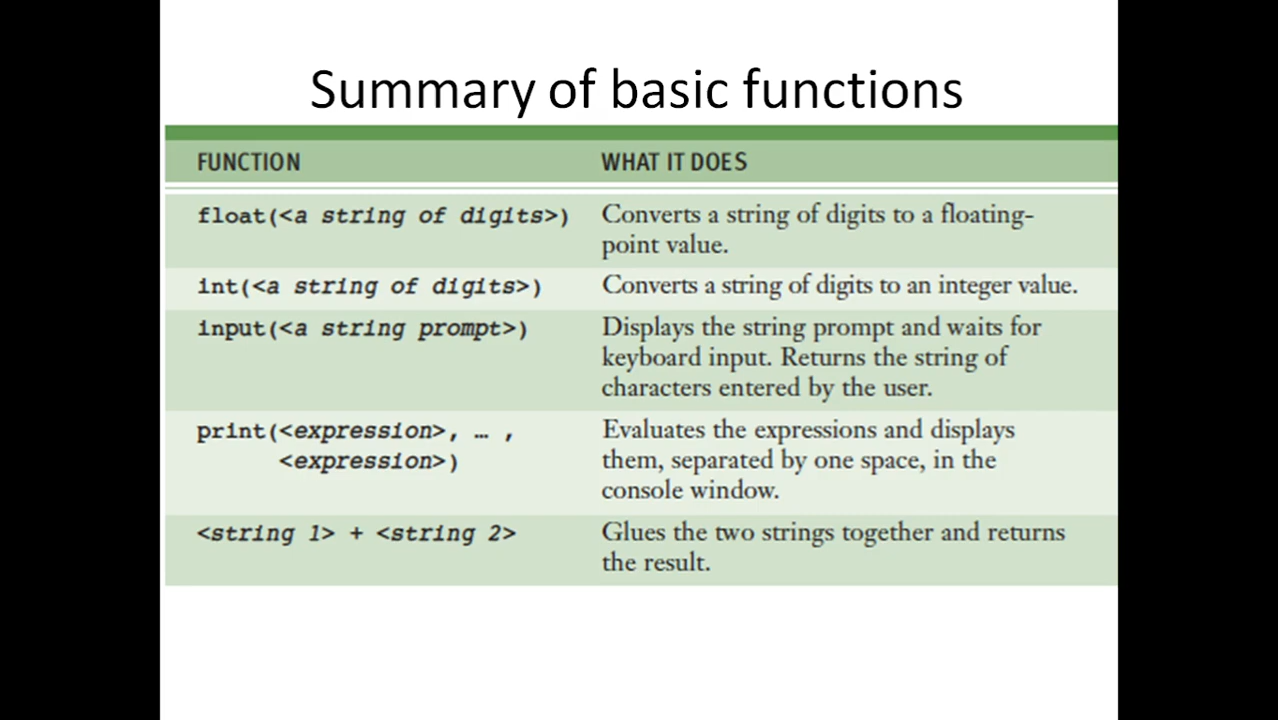 Summary of basic functions
FUNCTION WHAT IT DOES
float(<a string of digits>) Converts a string of digits to a floating-
point value.
int(<a string of digits>) Converts a string of digits to an integer value.
input(<a string prompt>) Displays the string prompt and waits for
keyboard input. Returns the string of
characters entered by the user.
print(<expression>, … , Evaluates the expressions and displays
<expression>) them, separated by one space, in the
console window.
<string 1> + <string 2> Glues the two strings together and returns
the result.